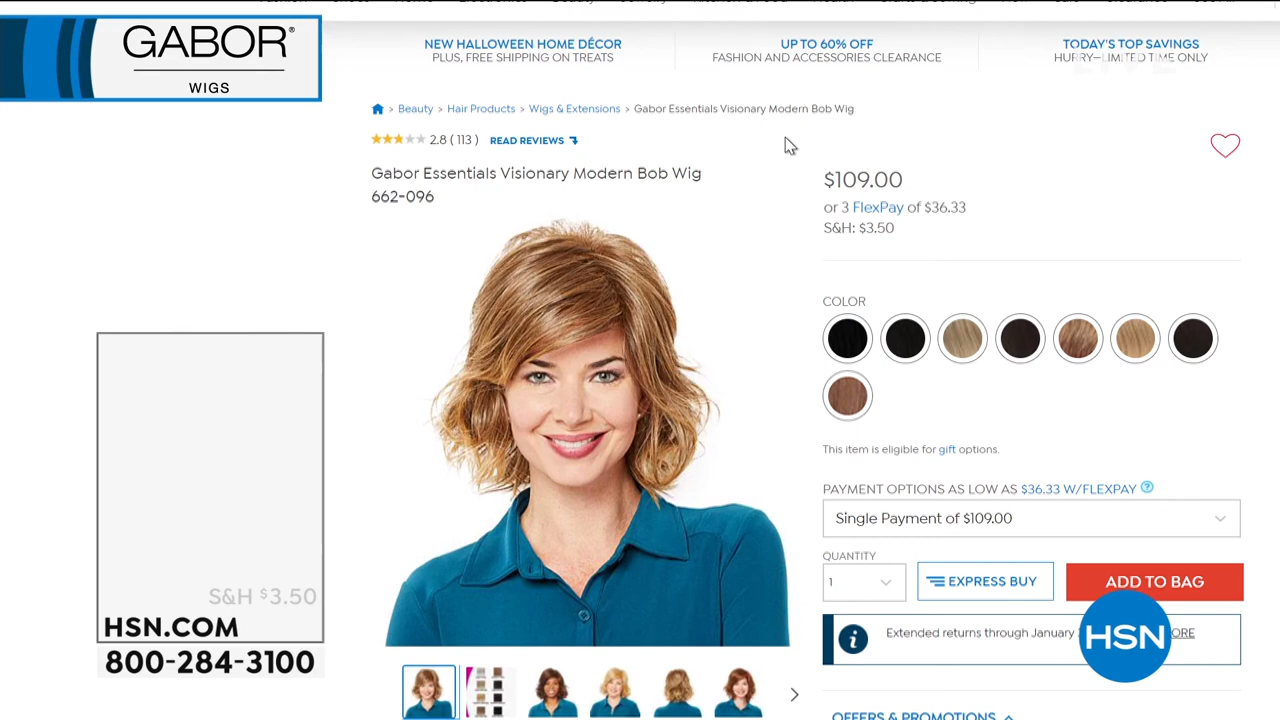 GABOR®
WIGS
NEW HALLOWEEN HOME DÉCOR
PLUS, FREE SHIPPING ON TREATS
UP TO 60% OFF
FASHION AND ACCESSORIES CLEARANCE
TODAY'S TOP SAVINGS
HURRY—LIMITED TIME ONLY
LIVE
Beauty > Hair Products > Wigs & Extensions > Gabor Essentials Visionary Modern Bob Wig
2.8 ( 113 ) READ REVIEWS
Gabor Essentials Visionary Modern Bob Wig
662-096
$109.00
or 3 FlexPay of $36.33
S&H: $3.50
COLOR
This item is eligible for gift options.
PAYMENT OPTIONS AS LOW AS $36.33 W/FLEXPAY ?
Single Payment of $109.00
QUANTITY
1
EXPRESS BUY
ADD TO BAG
i
Extended returns through January
HSN
OFFERS & PROMOTIONS
S&H $3.50
HSN.COM
800-284-3100